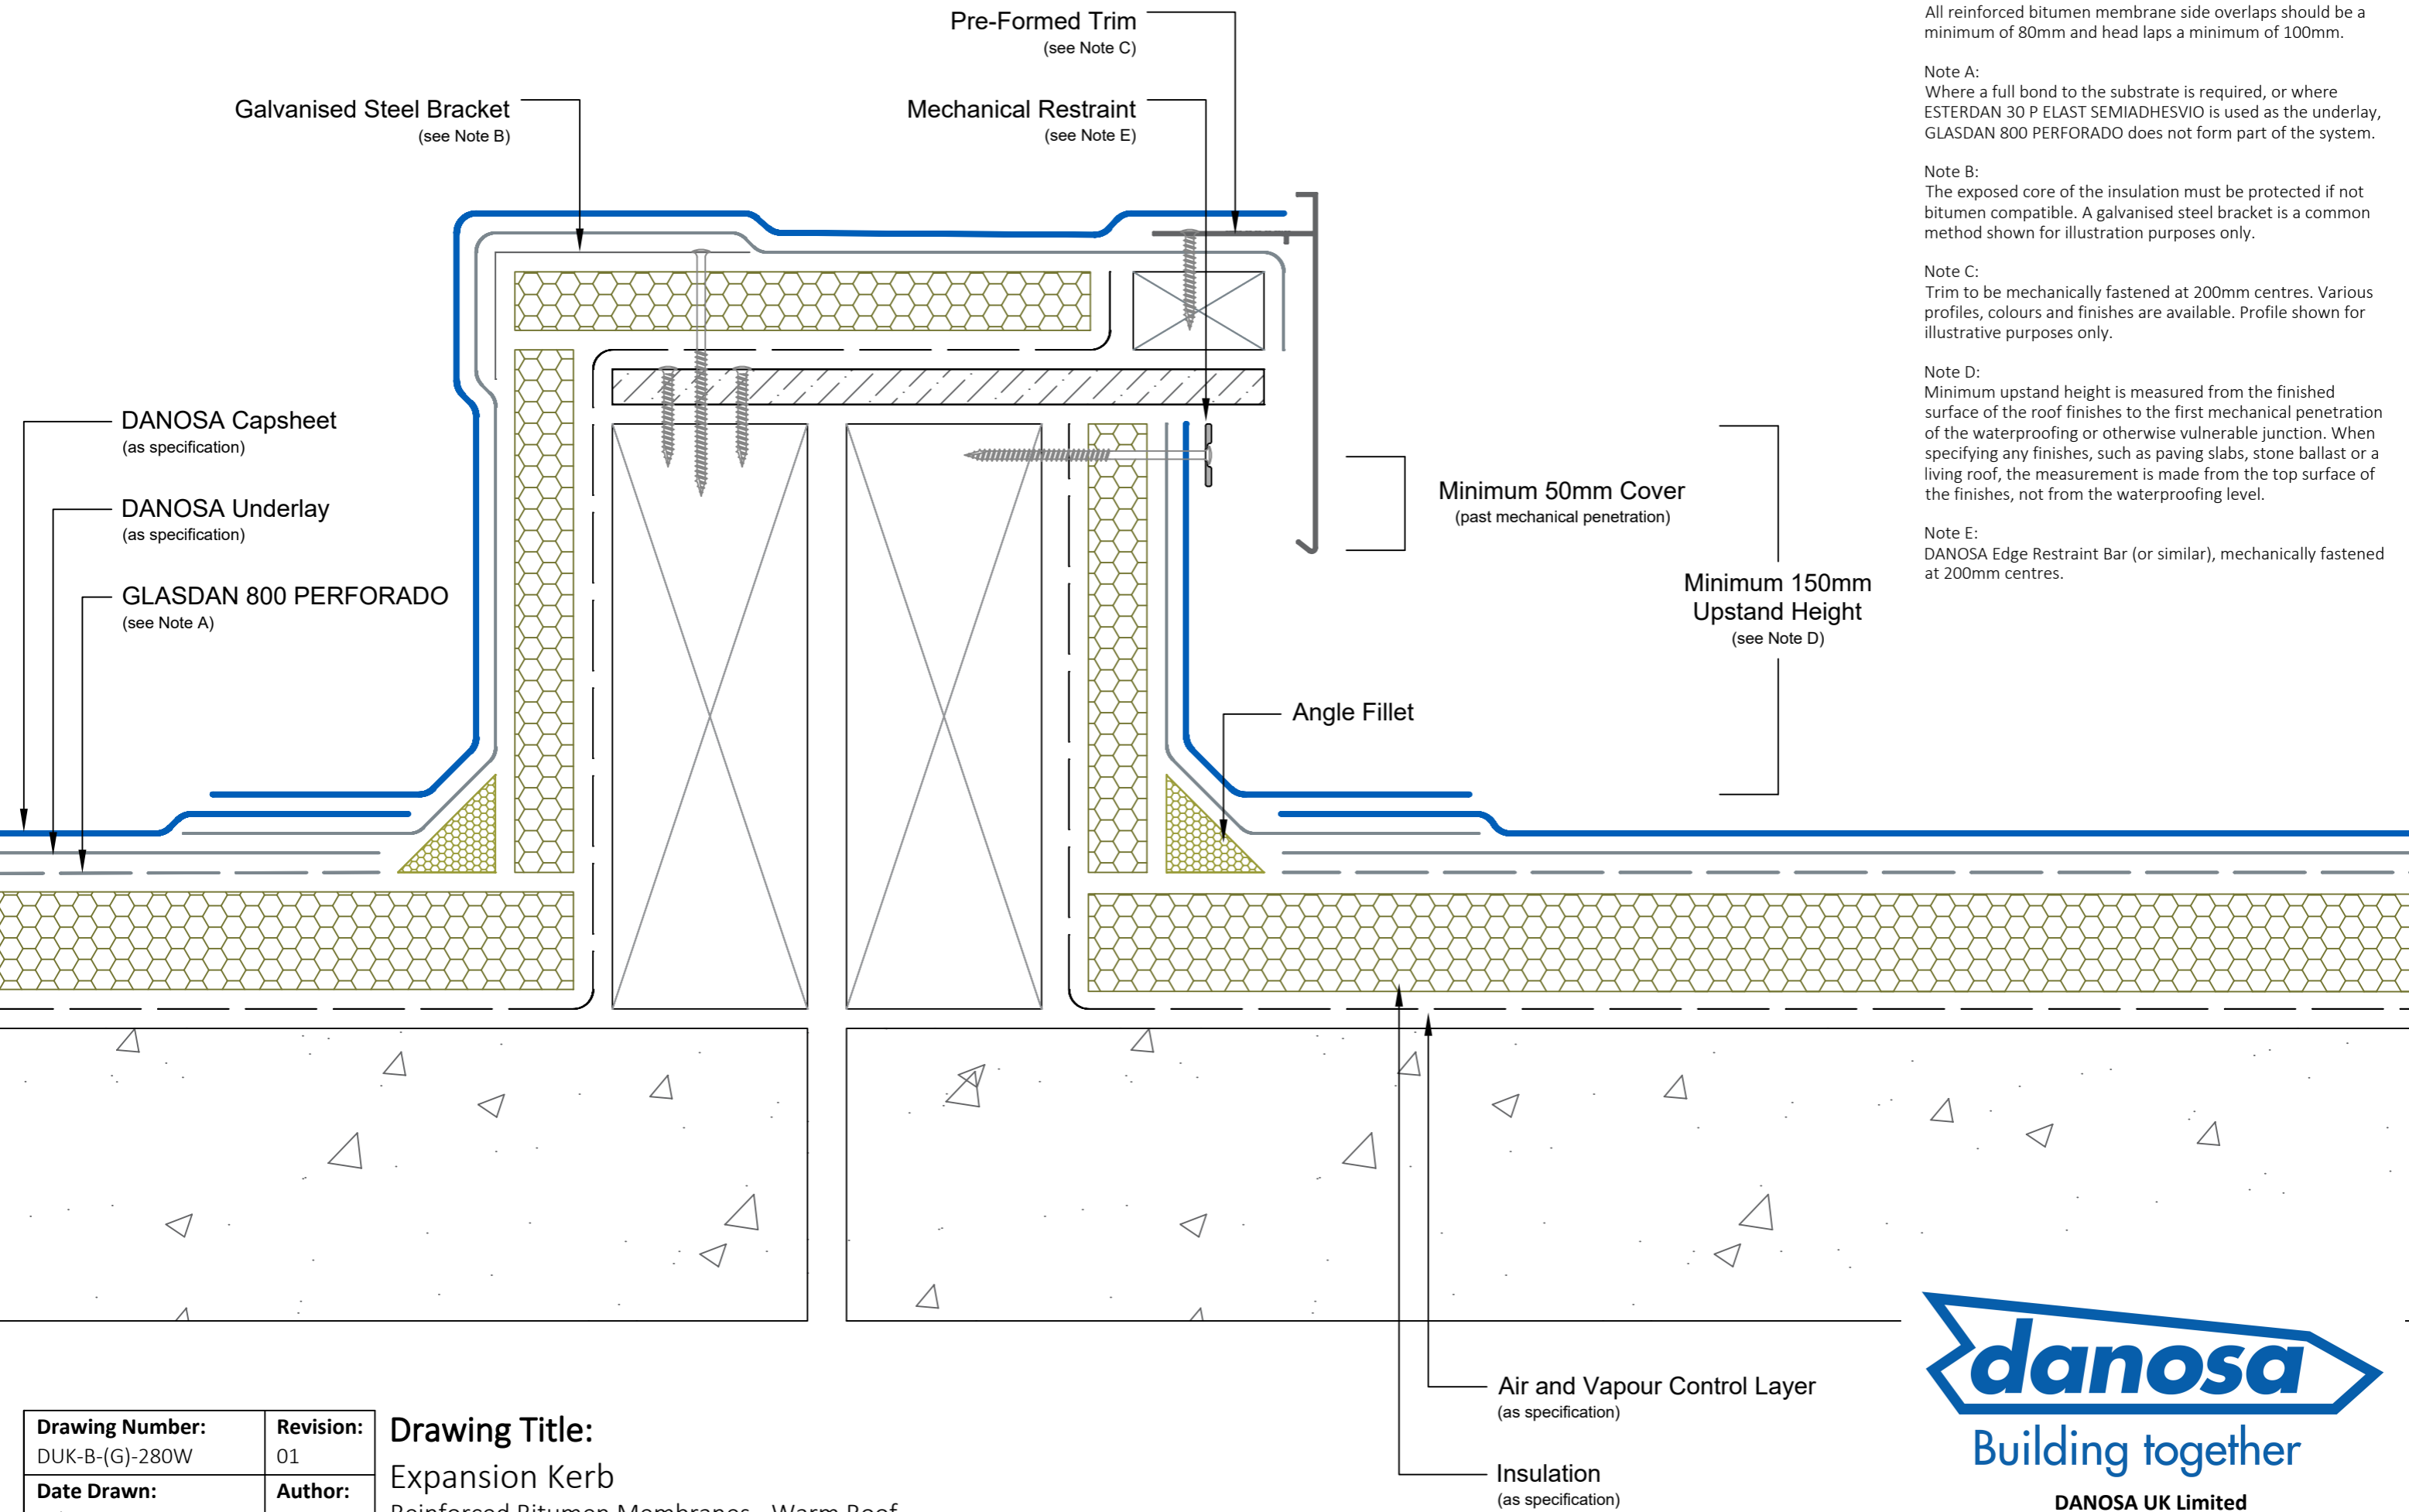 Pre-Formed Trim
(see Note C)
Galvanised Steel Bracket
(see Note B)
Mechanical Restraint
(see Note E)
DANOSA Capsheet
(as specification)
DANOSA Underlay
(as specification)
GLASDAN 800 PERFORADO
(see Note A)
Minimum 50mm Cover
(past mechanical penetration)
Minimum 150mm
Upstand Height
(see Note D)
Angle Fillet
Air and Vapour Control Layer
(as specification)
Insulation
(as specification)
All reinforced bitumen membrane side overlaps should be a
minimum of 80mm and head laps a minimum of 100mm.
Note A:
Where a full bond to the substrate is required, or where
ESTERDAN 30 P ELAST SEMIADHESVIO is used as the underlay,
GLASDAN 800 PERFORADO does not form part of the system.
Note B:
The exposed core of the insulation must be protected if not
bitumen compatible. A galvanised steel bracket is a common
method shown for illustration purposes only.
Note C:
Trim to be mechanically fastened at 200mm centres. Various
profiles, colours and finishes are available. Profile shown for
illustrative purposes only.
Note D:
Minimum upstand height is measured from the finished
surface of the roof finishes to the first mechanical penetration
of the waterproofing or otherwise vulnerable junction. When
specifying any finishes, such as paving slabs, stone ballast or a
living roof, the measurement is made from the top surface of
the finishes, not from the waterproofing level.
Note E:
DANOSA Edge Restraint Bar (or similar), mechanically fastened
at 200mm centres.
Drawing Number:
DUK-B-(G)-280W
Revision:
01
Date Drawn:
Author:
Drawing Title:
Expansion Kerb
Reinforced Bitumen Membranes - Warm Roof
danosa
Building together
DANOSA UK Limited